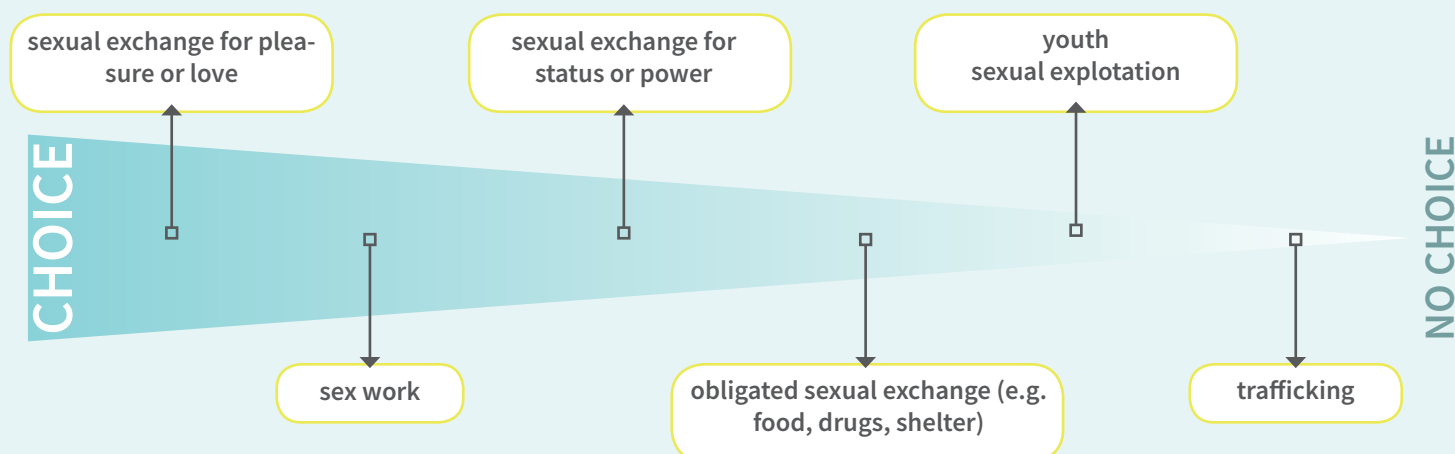 sexual exchange for plea-
sure or love
sexual exchange for
status or power
youth
sexual explotation
CHOICE
NO CHOICE
sex work
obligated sexual exchange (e.g.
food, drugs, shelter)
trafficking